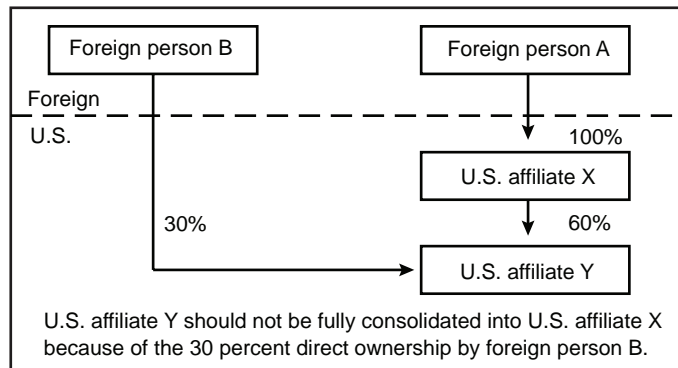 Foreign person B
Foreign person A
Foreign
U.S.
100%
U.S. affiliate X
30%
60%
U.S. affiliate Y
U.S. affiliate Y should not be fully consolidated into U.S. affiliate X
because of the 30 percent direct ownership by foreign person B.